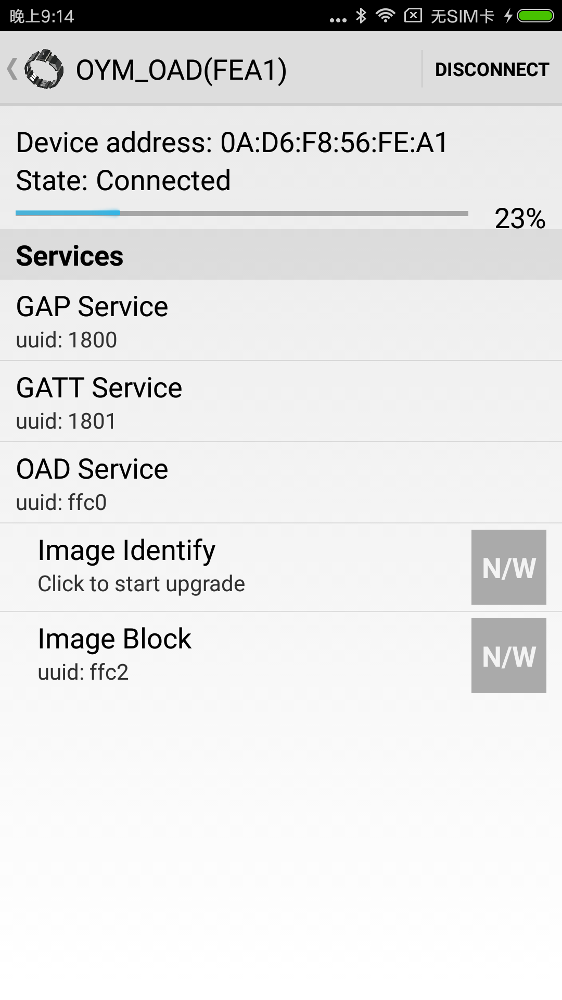 晚上9:14
无SIM卡
OYM_OAD(FEA1)
DISCONNECT
Device address: 0A:D6:F8:56:FE:A1
State: Connected
23%
Services
GAP Service
uuid: 1800
GATT Service
uuid: 1801
OAD Service
uuid: ffc0
Image Identify
Click to start upgrade
N/W
Image Block
uuid: ffc2
N/W